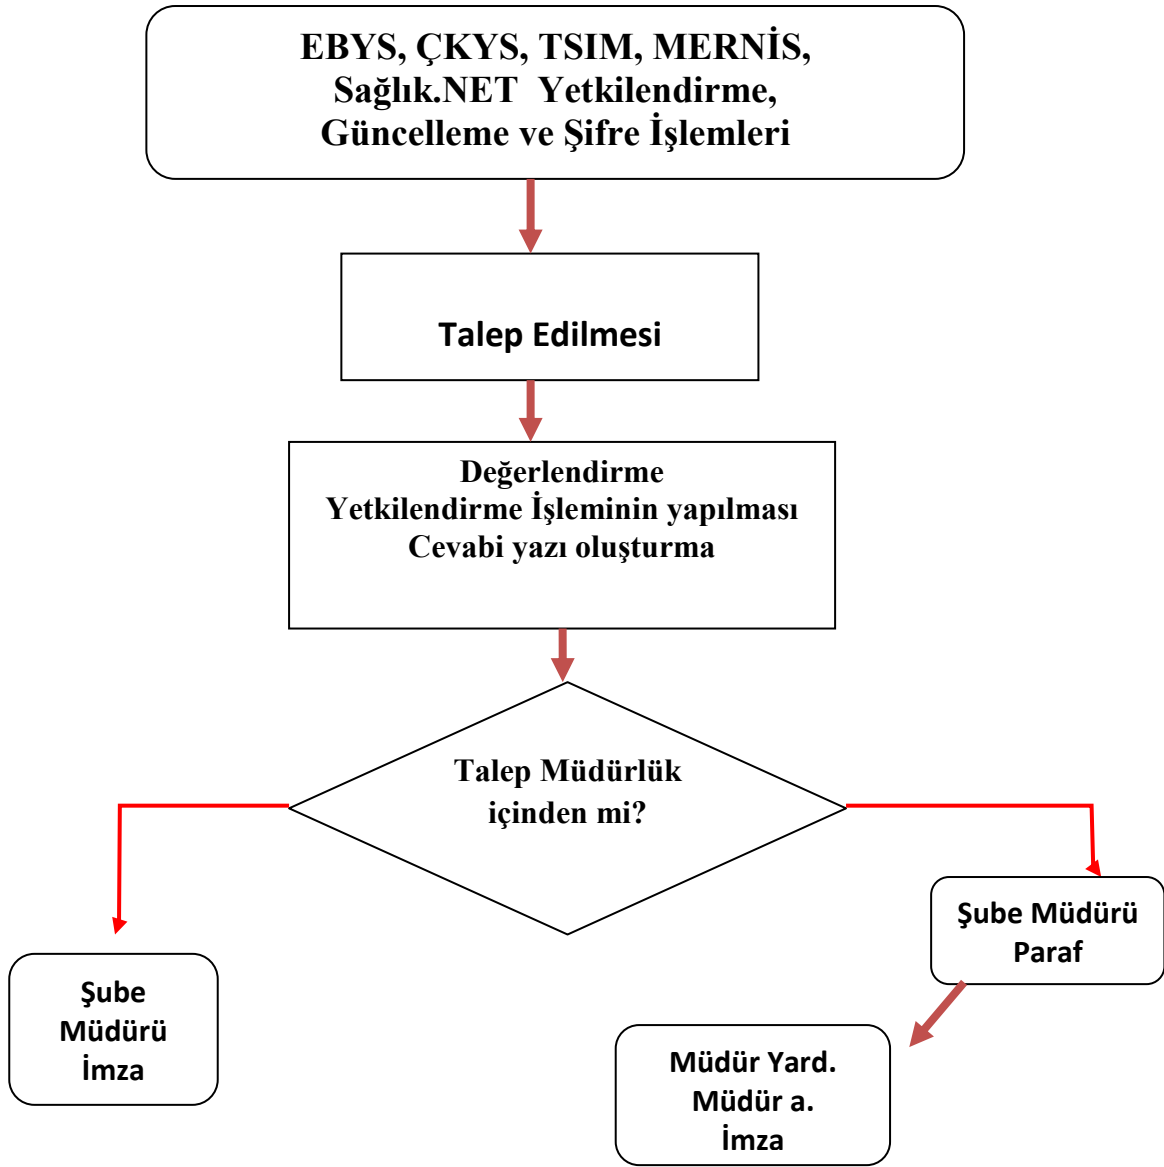 EBYS, ÇKYS, TSIM, MERNİS,
Sağlık.NET Yetkilendirme,
Güncelleme ve Şifre İşlemleri
Talep Edilmesi
Değerlendirme
Yetkilendirme İşleminin yapılması
Cevabi yazı oluşturma
Talep Müdürlük
içinden mi?
Şube
Müdürü
İmza
Şube Müdürü
Paraf
Müdür Yard.
Müdür a.
İmza